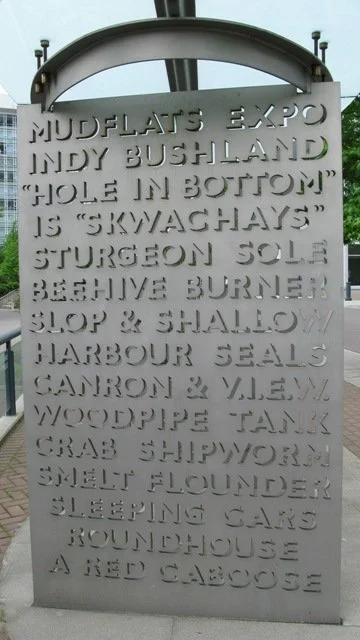 MUDFLATS EXPO
INDY BUSHLAND
"HOLE IN BOTTOM"
IS "SKWACHAYS"
STURGEON SOLE
BEEHIVE BURNER
SLOP & SHALLOW
HARBOUR SEALS
CANRON & V.I.E.W.
WOODPIPE TANK
CRAB SHIPWORM
SMELT FLOUNDER
SLEEPING CARS
ROUNDHOUSE
A RED CABOOSE